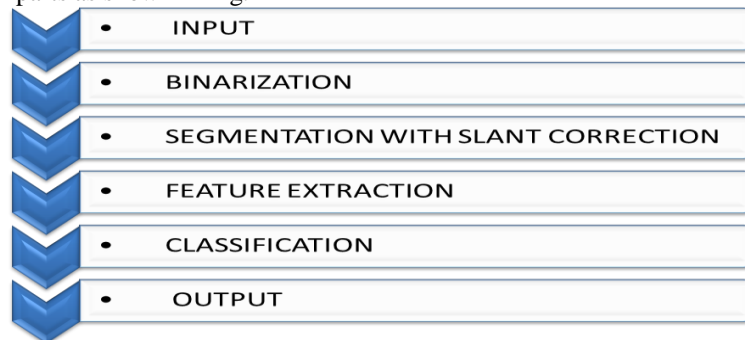 • INPUT
• BINARIZATION
• SEGMENTATION WITH SLANT CORRECTION
• FEATURE EXTRACTION
• CLASSIFICATION
• OUTPUT